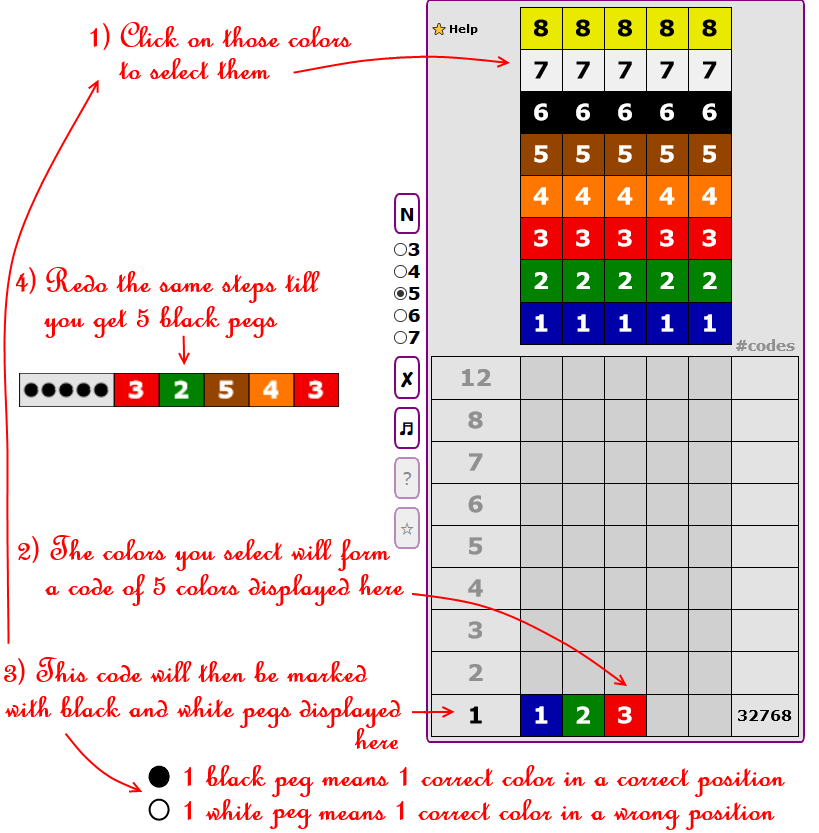 1) Click on those colors
to select them
Help
8 8 8 8 8
7 7 7 7 7
6 6 6 6 6
5 5 5 5 5
4 4 4 4 4
3 3 3 3 3
2 2 2 2 2
1 1 1 1 1
N
3
4
5
6
7
#codes
4) Redo the same steps till
you get 5 black pegs
3 2 5 4 3
✘
♬
?
☆
12
8
7
6
5
4
3
2
1 1 2 3 32768
2) The colors you select will form
a code of 5 colors displayed here
3) This code will then be marked
with black and white pegs displayed
here
1 black peg means 1 correct color in a correct position
1 white peg means 1 correct color in a wrong position